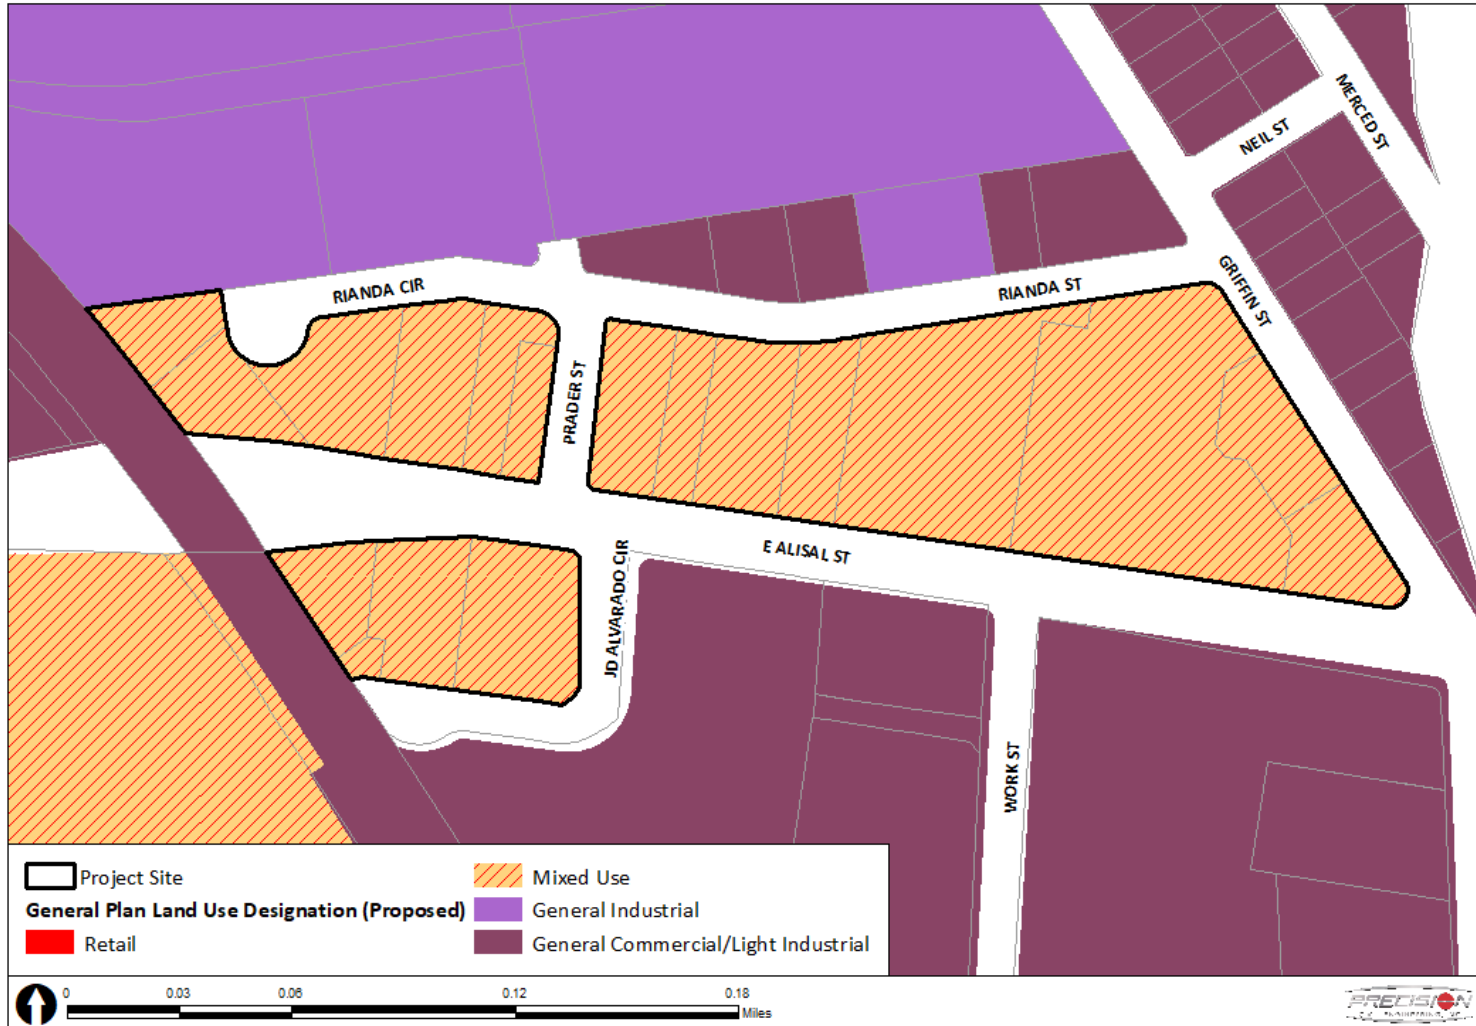 MERCED ST
NEIL ST
GRIFFIN ST
RIANDA CIR
RIANDA ST
PRADER ST
E ALISAL ST
JD ALVARADO CIR
WORK ST
Project Site
General Plan Land Use Designation (Proposed)
Retail
Mixed Use
General Industrial
General Commercial/Light Industrial
0 0.03 0.06 0.12 0.18
Miles
PRECISION